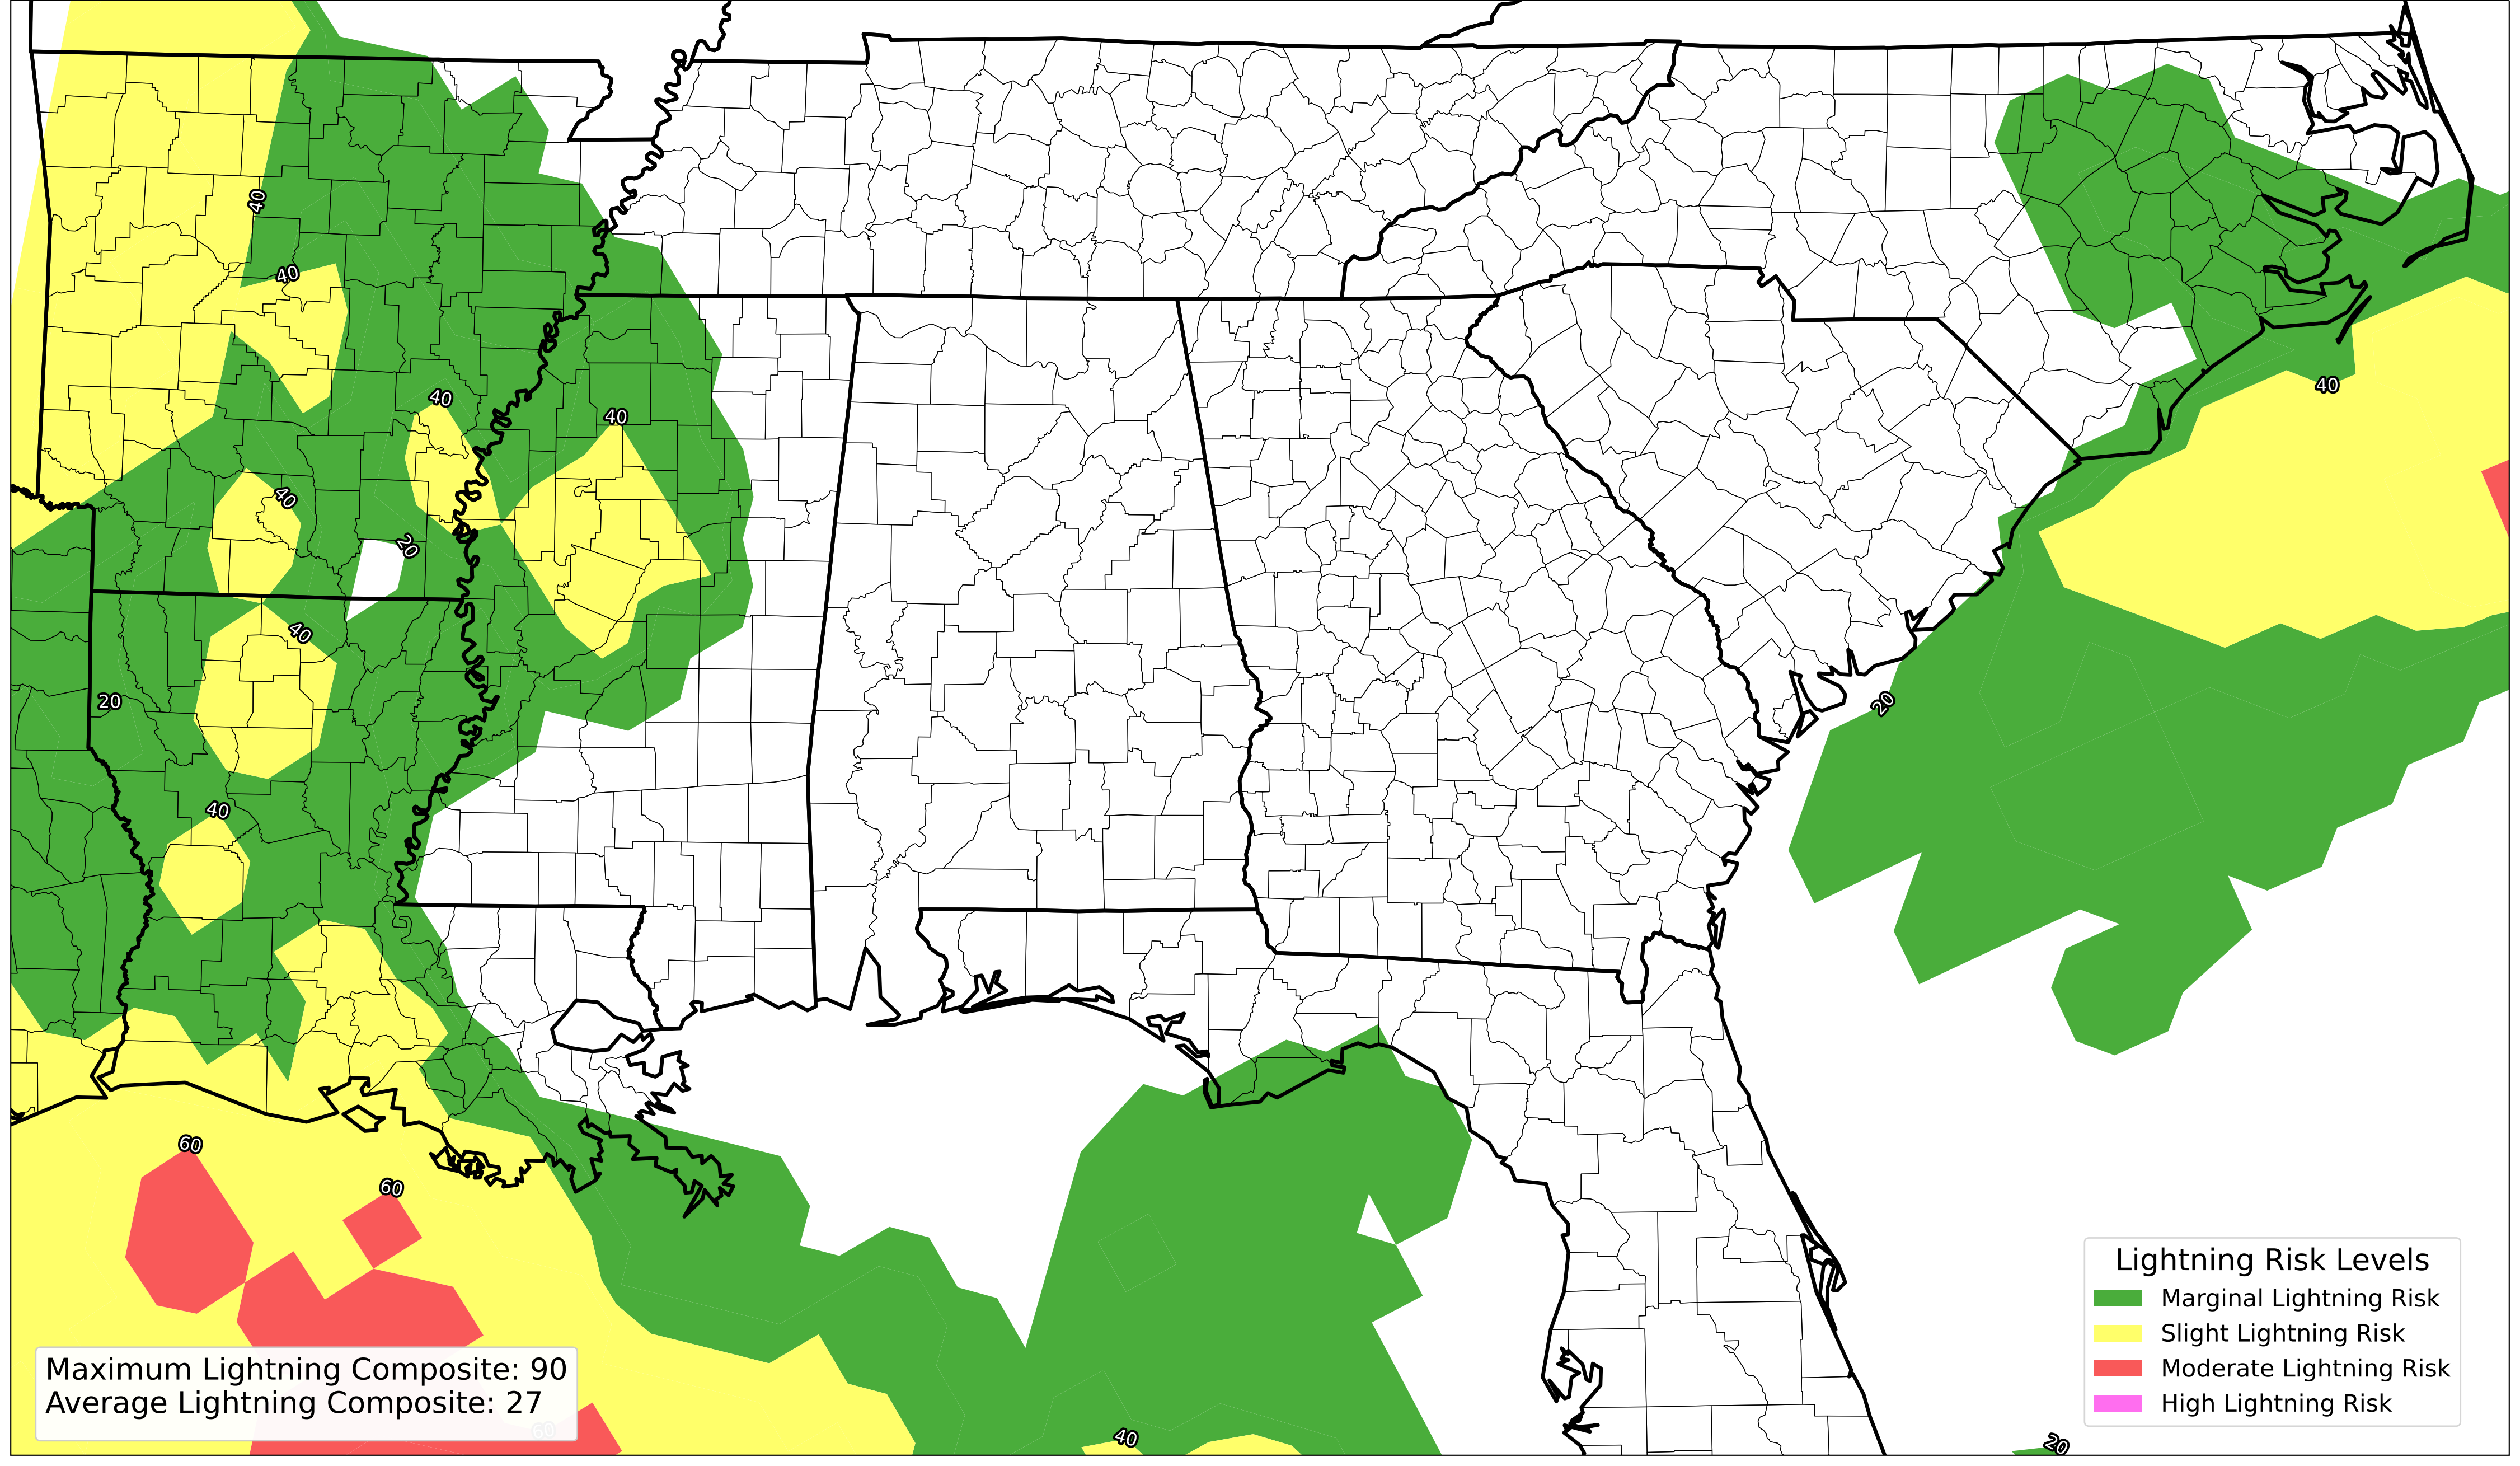 40
40
40
40
40
40
20
40
20
20
40
60
60
Lightning Risk Levels
Marginal Lightning Risk
Slight Lightning Risk
Moderate Lightning Risk
High Lightning Risk
Maximum Lightning Composite: 90
Average Lightning Composite: 27
60
40
20